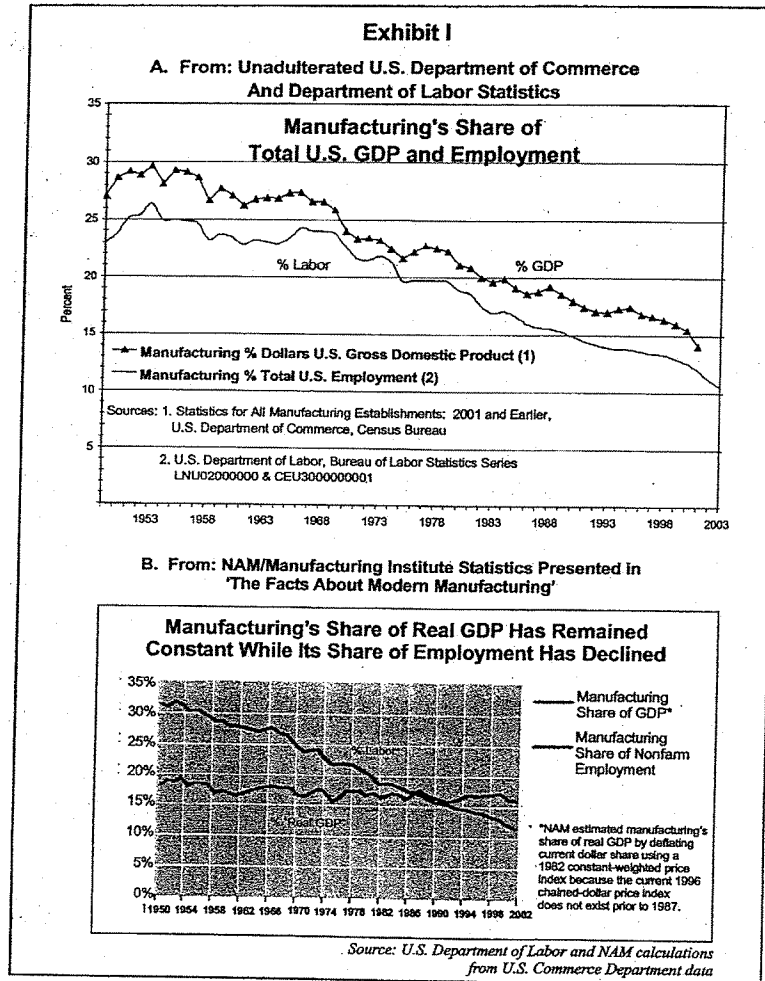 Exhibit I
A. From: Unadulterated U.S. Department of Commerce
And Department of Labor Statistics
Manufacturing's Share of
Total U.S. GDP and Employment
35
30
25
20
15
10
5
Percent
% Labor
% GDP
Manufacturing % Dollars U.S. Gross Domestic Product (1)
Manufacturing % Total U.S. Employment (2)
Sources: 1. Statistics for All Manufacturing Establishments: 2001 and Earlier,
U.S. Department of Commerce, Census Bureau
2. U.S. Department of Labor, Bureau of Labor Statistics Series
LNU02000000 & CEU3000000001
1953 1958 1963 1968 1973 1978 1983 1988 1993 1998 2003
B. From: NAM/Manufacturing Institute Statistics Presented in
'The Facts About Modern Manufacturing'
Manufacturing's Share of Real GDP Has Remained
Constant While Its Share of Employment Has Declined
35%
30%
25%
20%
15%
10%
5%
0%
% Labor
% Real GDP
1950 1954 1958 1962 1966 1970 1974 1978 1982 1986 1990 1994 1998 2002
Manufacturing
Share of GDP*
Manufacturing
Share of Nonfarm
Employment
*NAM estimated manufacturing's
share of real GDP by deflating
current dollar share using a
1982 constant-weighted price
index because the current 1996
chained-dollar price index
does not exist prior to 1987.
Source: U.S. Department of Labor and NAM calculations
from U.S. Commerce Department data